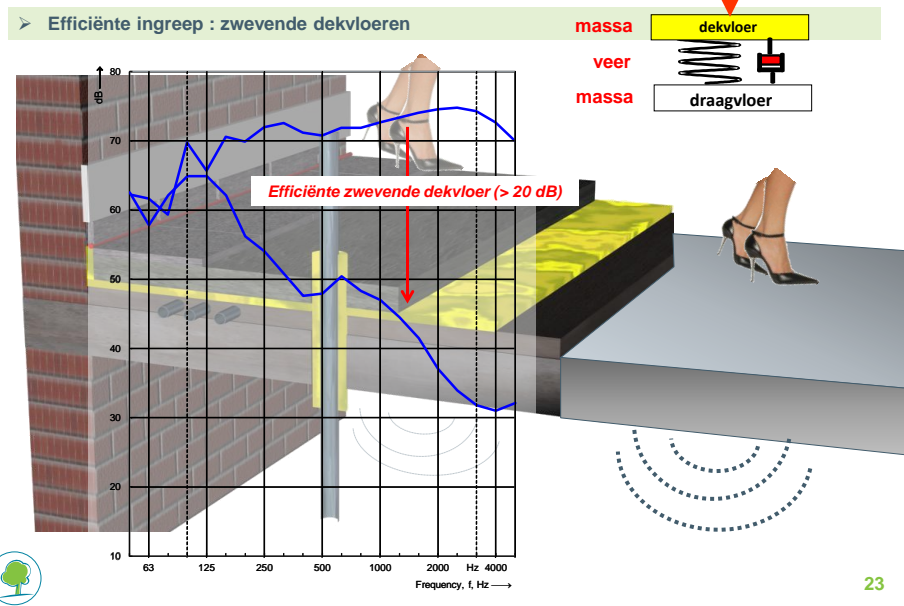 ➢ Efficiënte ingreep : zwevende dekvloeren
massa
dekvloer
veer
massa
draagvloer
dB
80
70
60
50
40
30
20
10
Efficiënte zwevende dekvloer (> 20 dB)
63 125 250 500 1000 2000 Hz 4000
Frequency, f, Hz
23